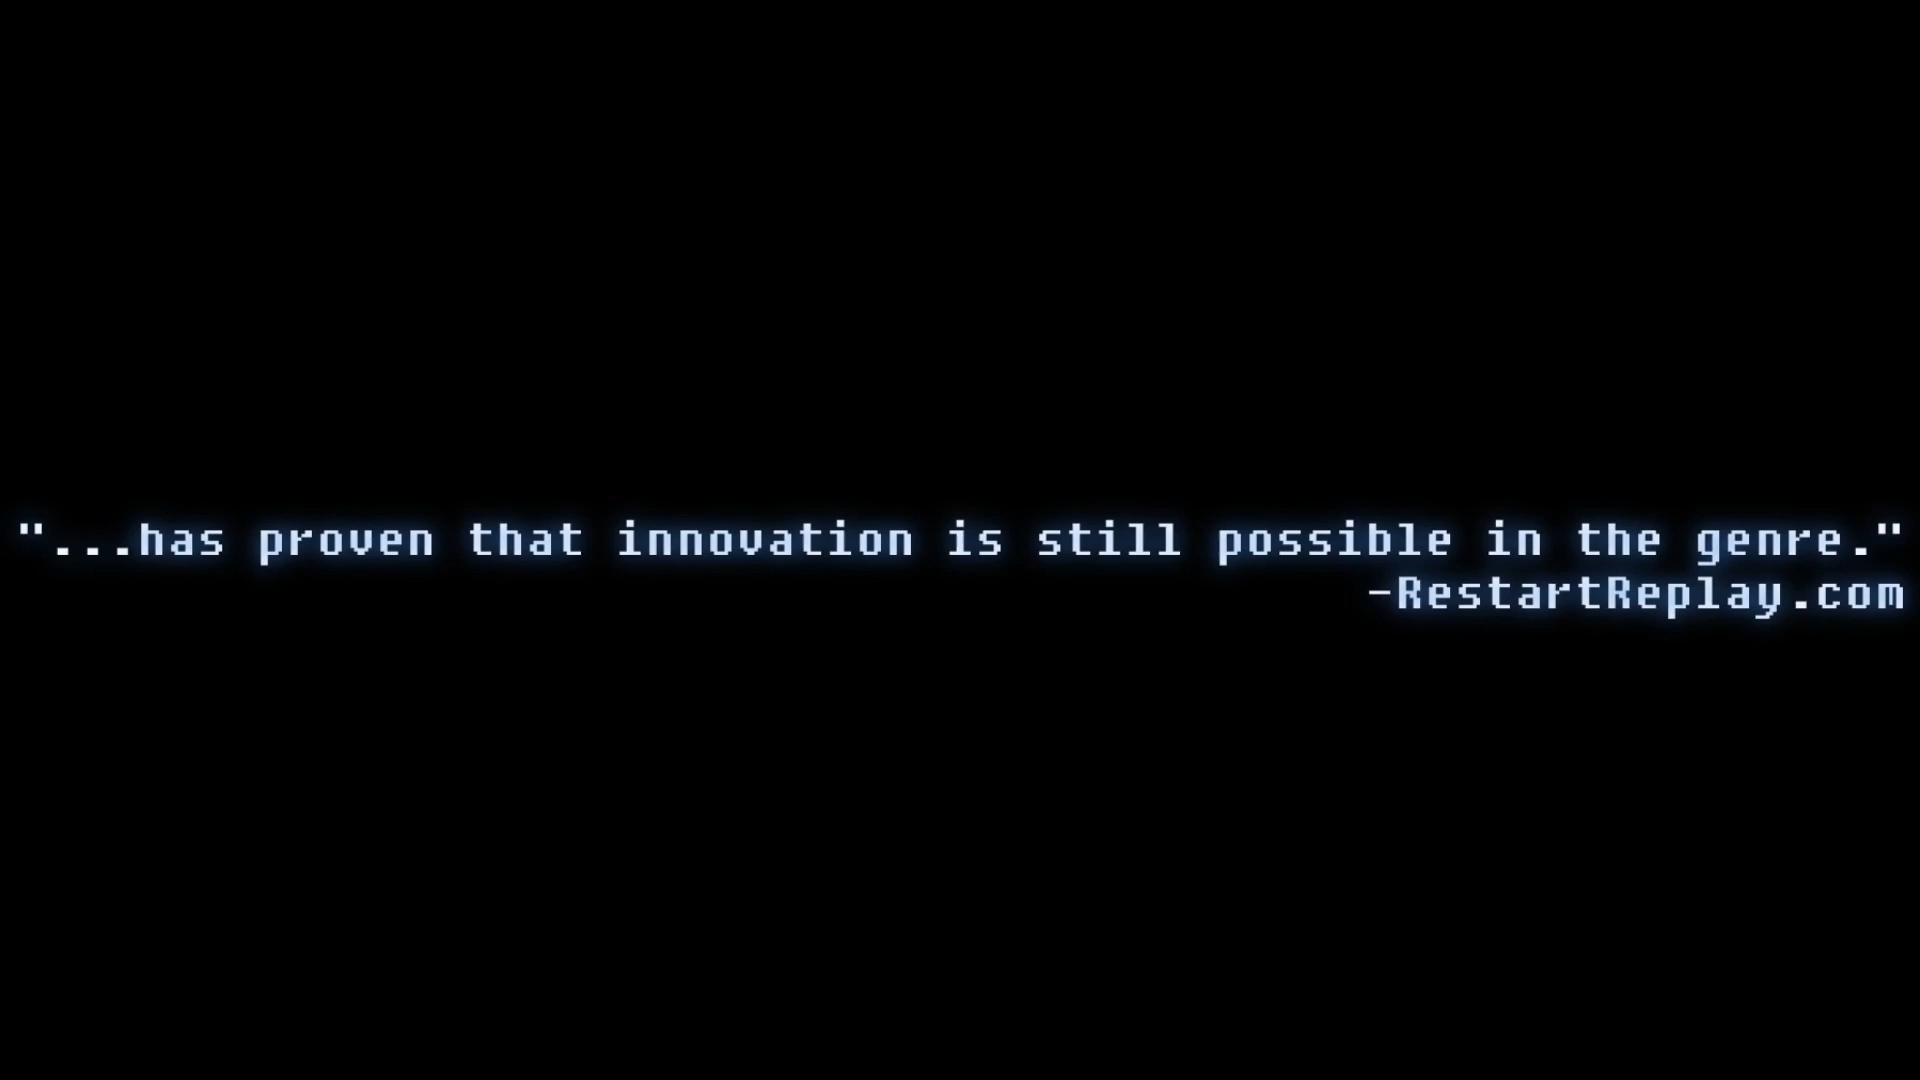 "...has proven that innovation is still possible in the genre."
-RestartReplay.com